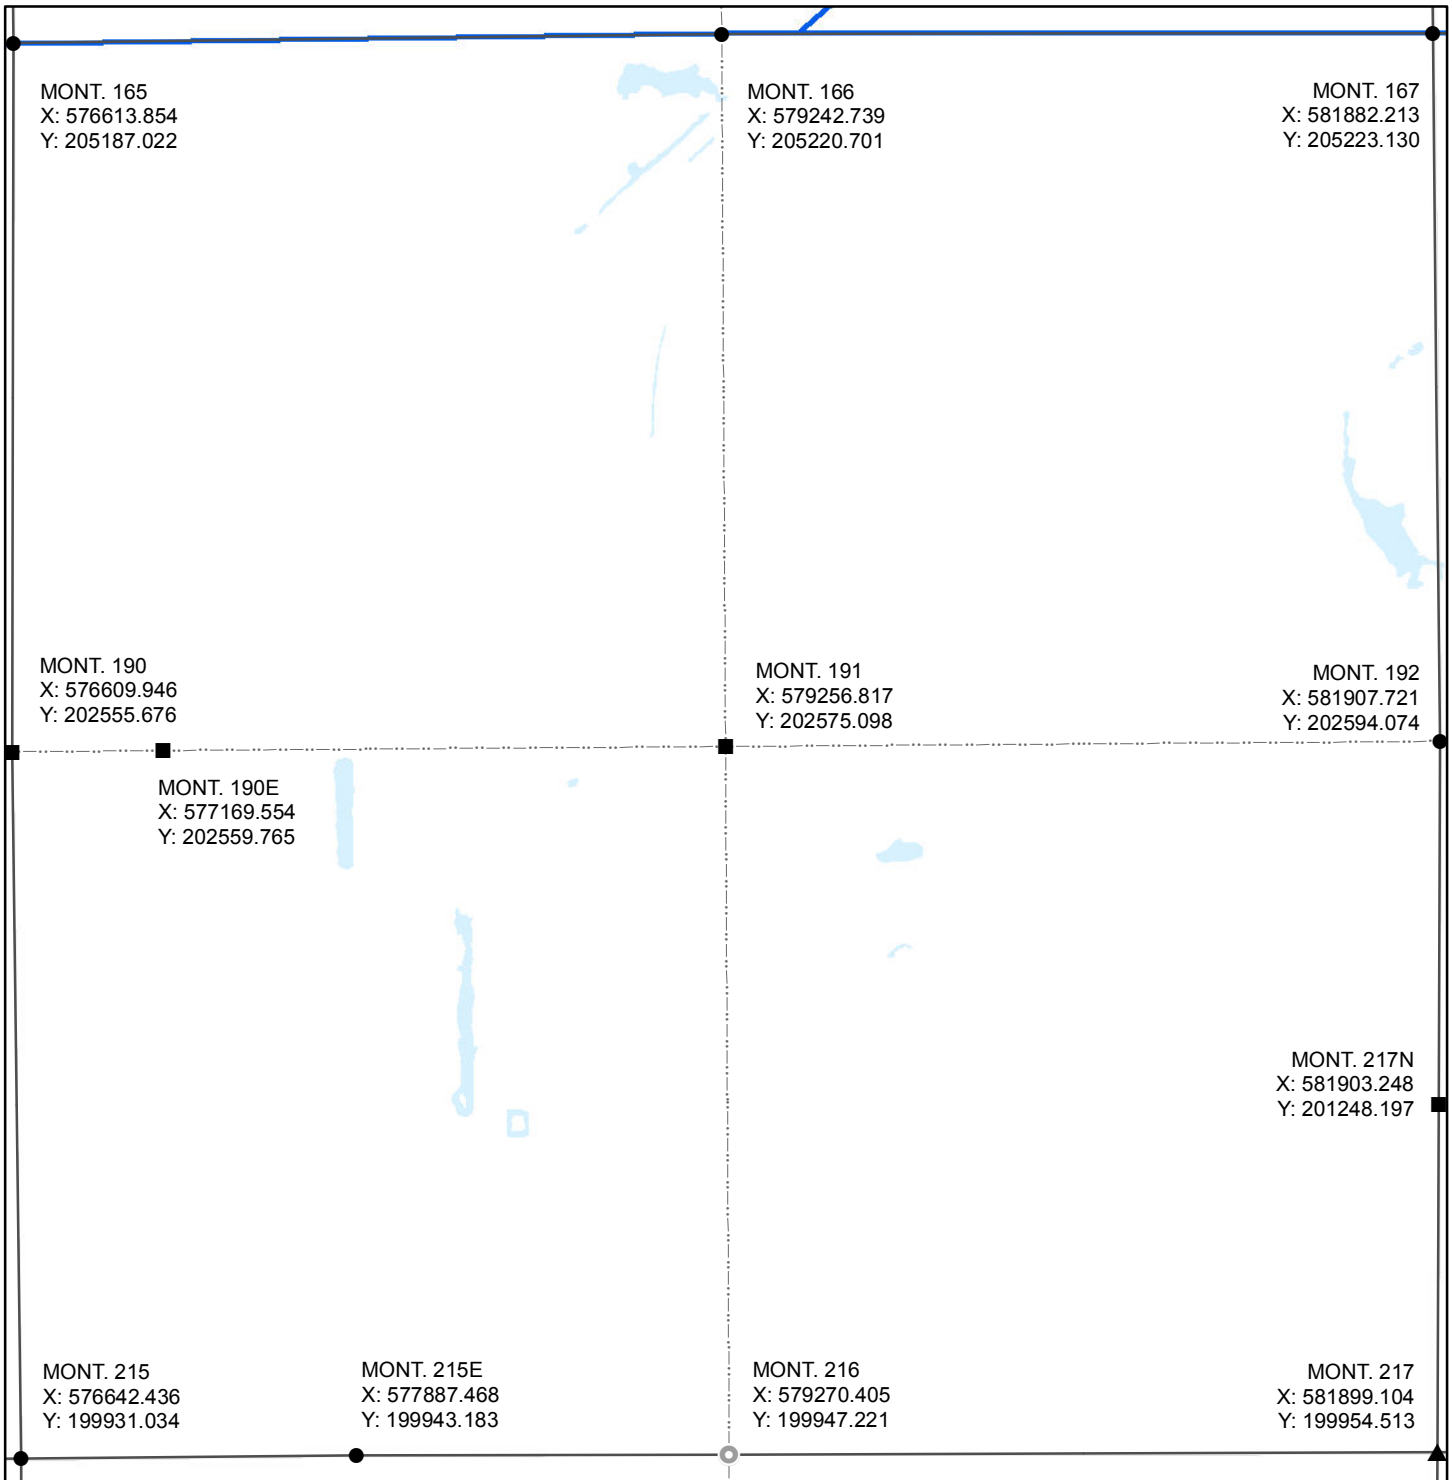 MONT. 165
X: 576613.854
Y: 205187.022
MONT. 166
X: 579242.739
Y: 205220.701
MONT. 167
X: 581882.213
Y: 205223.130
MONT. 190
X: 576609.946
Y: 202555.676
MONT. 191
X: 579256.817
Y: 202575.098
MONT. 192
X: 581907.721
Y: 202594.074
MONT. 190E
X: 577169.554
Y: 202559.765
MONT. 217N
X: 581903.248
Y: 201248.197
MONT. 215
X: 576642.436
Y: 199931.034
MONT. 215E
X: 577887.468
Y: 199943.183
MONT. 216
X: 579270.405
Y: 199947.221
MONT. 217
X: 581899.104
Y: 199954.513